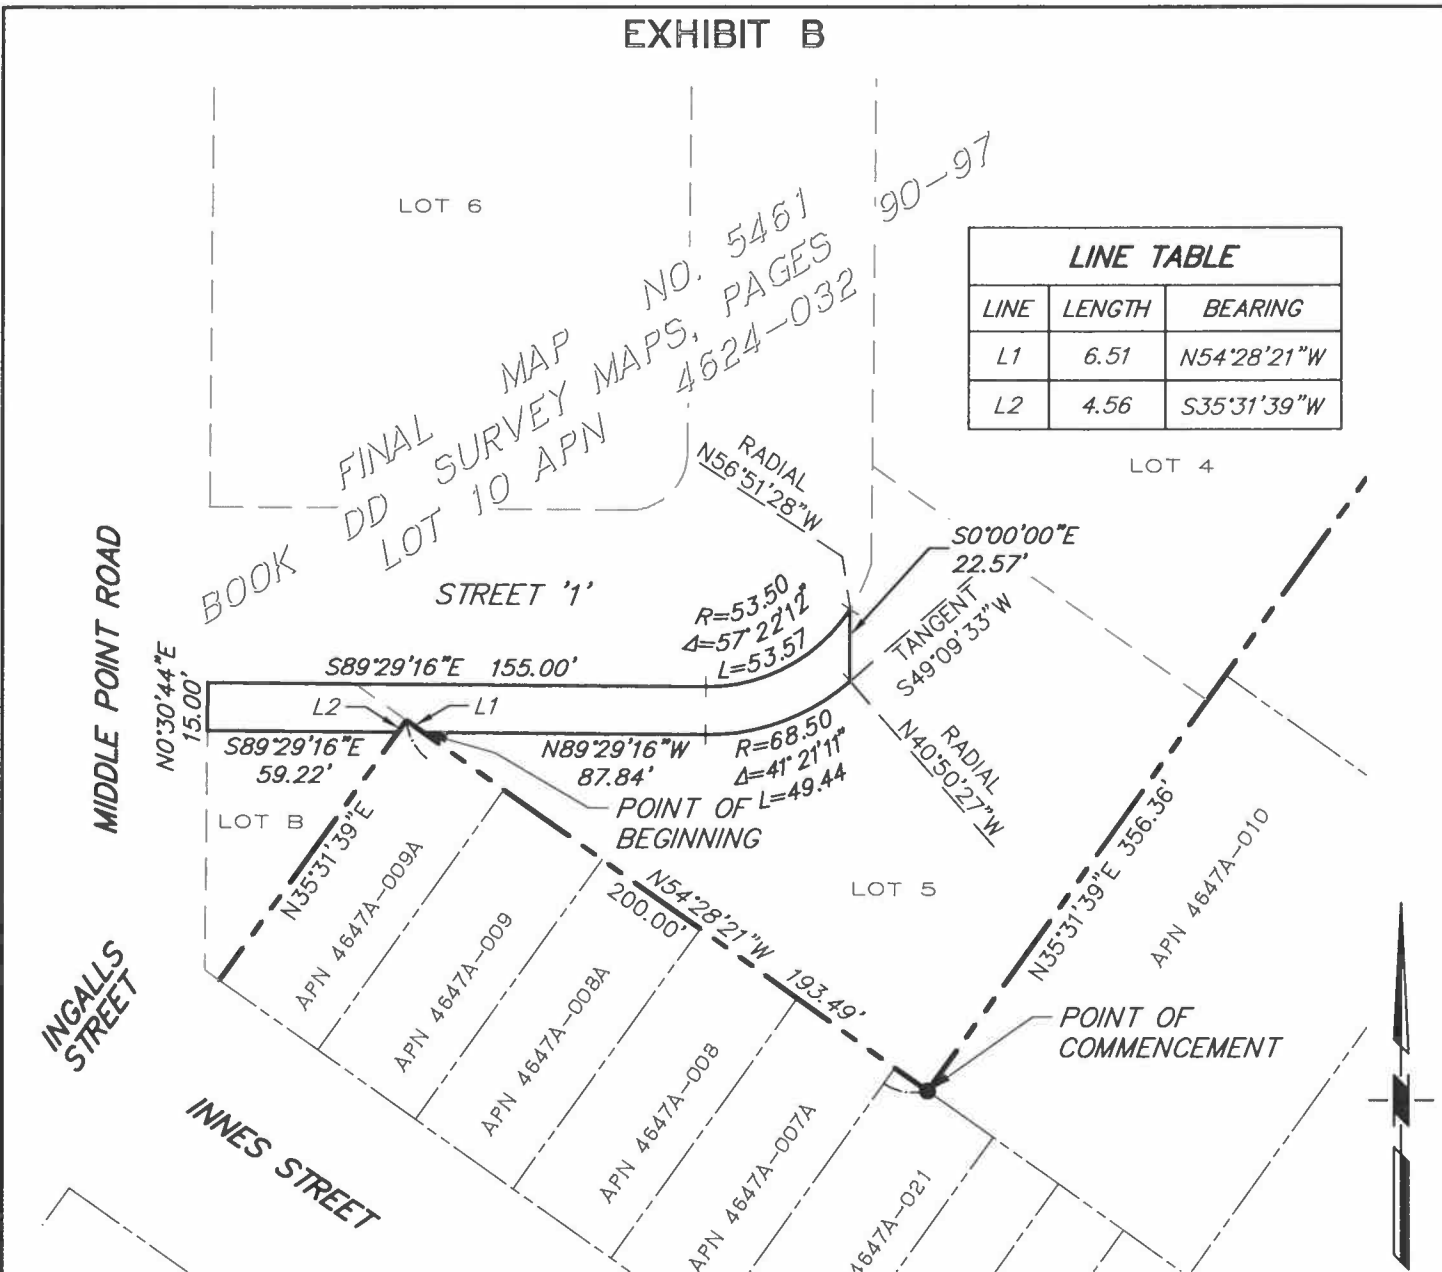 EXHIBIT B
LOT 6
FINAL MAP NO. 5461
BOOK DD SURVEY MAPS, PAGES 90-97
LOT 10 APN 4624-032
LINE TABLE
LINE LENGTH BEARING
L1 6.51 N54°28'21"W
L2 4.56 S35°31'39"W
LOT 4
RADIAL
N56°51'28"W
S0°00'00"E
22.57'
TANGENT
S49°09'33"W
STREET '1'
R=53.50
Δ=57°22'12"
L=53.57
MIDDLE POINT ROAD
N0°30'44"E
15.00'
S89°29'16"E 155.00'
L2
L1
S89°29'16"E
59.22'
N89°29'16"W
87.84'
R=68.50
Δ=41°21'11"
L=49.44
RADIAL
N40°50'27"W
POINT OF
BEGINNING
LOT B
N35°31'39"E
LOT 5
N54°28'21"W 193.49'
200.00'
N35°31'39"E 356.36'
APN 4647A-010
APN 4647A-009A
APN 4647A-009
APN 4647A-008A
APN 4647A-008
APN 4647A-007A
4647A-021
POINT OF
COMMENCEMENT
INGALLS
STREET
INNES STREET
N